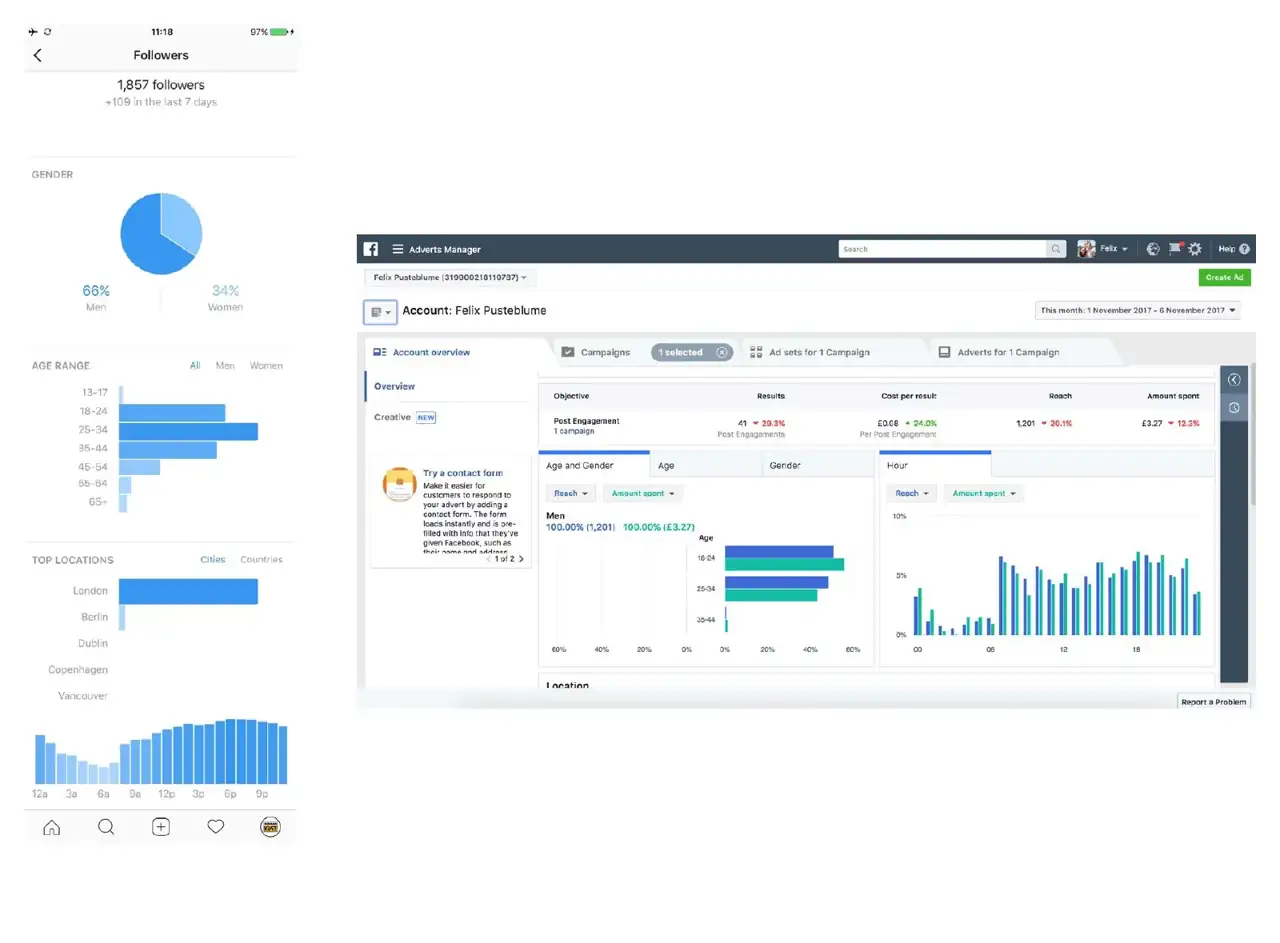 11:18
97%
Followers
1,857 followers
+109 in the last 7 days
GENDER
66%
Men
34%
Women
AGE RANGE
All
Men
Women
13-17
18-24
25-34
35-44
45-54
55-64
65+
TOP LOCATIONS
Cities
Countries
London
Berlin
Dublin
Copenhagen
Vancouver
12a 3a 6a 9a 12p 3p 6p 9p
Adverts Manager
Search
Felix
Help
Felix Pusteblume (319300218110787)
Create Ad
Account: Felix Pusteblume
This month: 1 November 2017 - 6 November 2017
Account overview
Campaigns
1 selected
Ad sets for 1 Campaign
Adverts for 1 Campaign
Overview
Creative NEW
Try a contact form
Make it easier for
customers to respond to
your advert by adding a
contact form. The form
loads instantly and is pre-
filled with info that they've
given Facebook, such as
their name and address
< 1 of 2 >
Objective Results Cost per result Reach Amount spent
Post Engagement 41 29.3% £0.08 24.0% 1,201 20.1% £3.27 12.3%
1 campaign Post Engagements Per Post Engagement
Age and Gender
Age
Gender
Reach
Amount spent
Men
100.00% (1,201) 100.00% (£3.27)
Age
18-24
25-34
35-44
60% 40% 20% 0% 0% 20% 40% 60%
Hour
Reach
Amount spent
10%
5%
0%
00 06 12 18
Location
Report a Problem